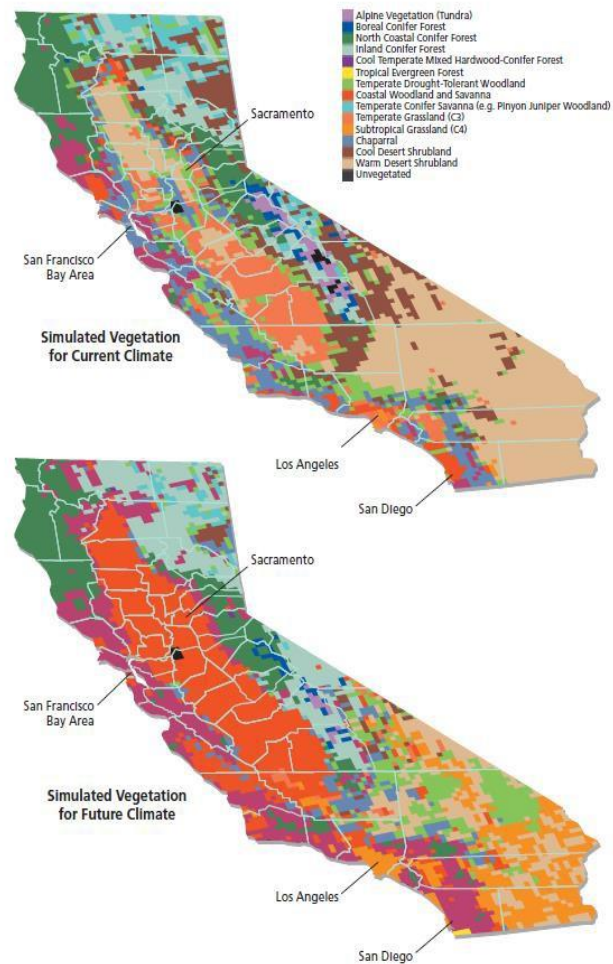 Alpine Vegetation (Tundra)
Boreal Conifer Forest
North Coastal Conifer Forest
Inland Conifer Forest
Cool Temperate Mixed Hardwood-Conifer Forest
Tropical Evergreen Forest
Temperate Drought-Tolerant Woodland
Coastal Woodland and Savanna
Temperate Conifer Savanna (e.g. Pinyon Juniper Woodland)
Temperate Grassland (C3)
Subtropical Grassland (C4)
Chaparral
Cool Desert Shrubland
Warm Desert Shrubland
Unvegetated
Sacramento
San Francisco
Bay Area
Simulated Vegetation
for Current Climate
Los Angeles
San Diego
Sacramento
San Francisco
Bay Area
Simulated Vegetation
for Future Climate
Los Angeles
San Diego